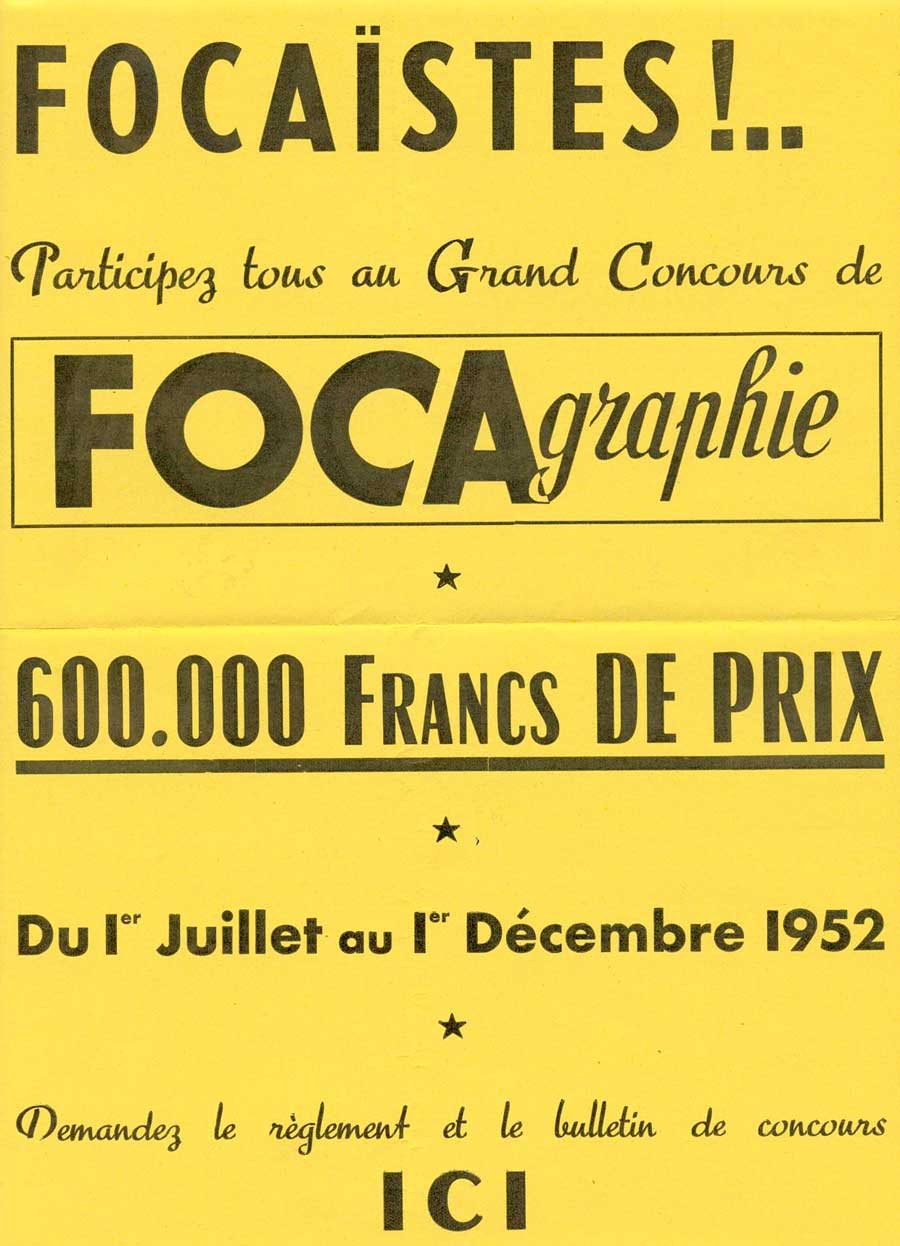 FOCAÏSTES!..
Participez tous au Grand Concours de
FOCAgraphie
600.000 FRANCS DE PRIX
Du 1er Juillet au 1er Décembre 1952
Demandez le règlement et le bulletin de concours
ICI